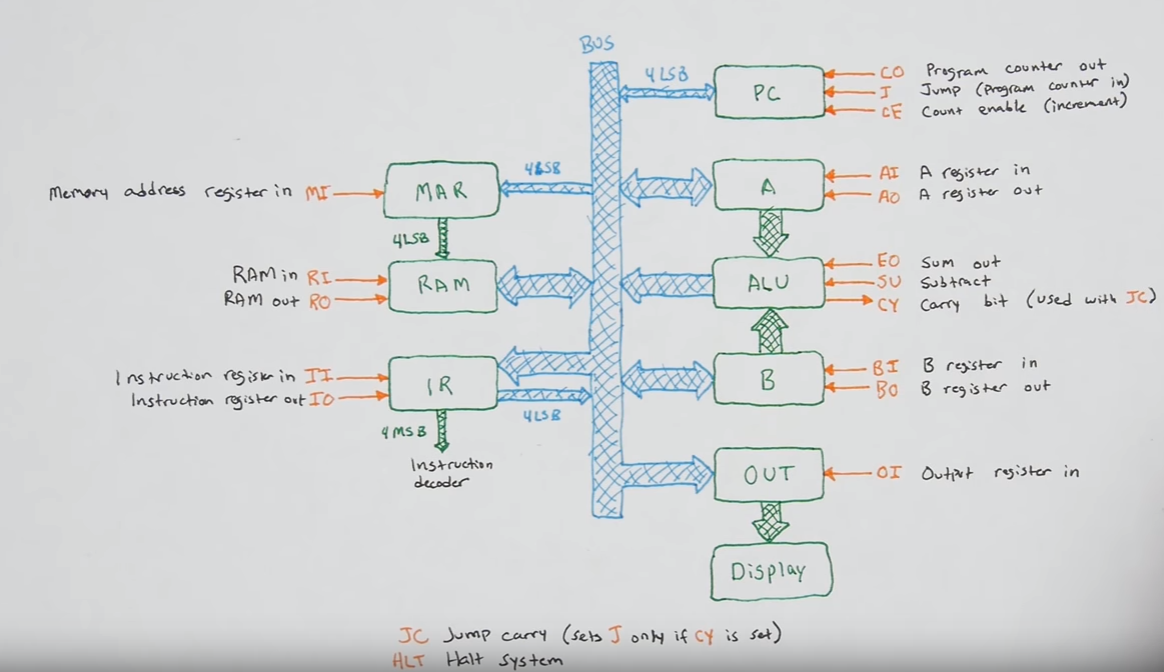 BUS
4LSB
PC
CO Program counter out
J Jump (Program counter in)
CE Count enable (increment)
Memory address register in MI
MAR
4LSB
A
AI A register in
AO A register out
4LSB
RAM in RI
RAM out RO
RAM
ALU
EO Sum out
SU Subtract
CY Carry bit (used with JC)
Instruction register in II
Instruction register out IO
IR
4LSB
B
BI B register in
BO B register out
4MSB
Instruction
decoder
OUT
OI Output register in
Display
JC Jump carry (sets J only if CY is set)
HLT Halt system